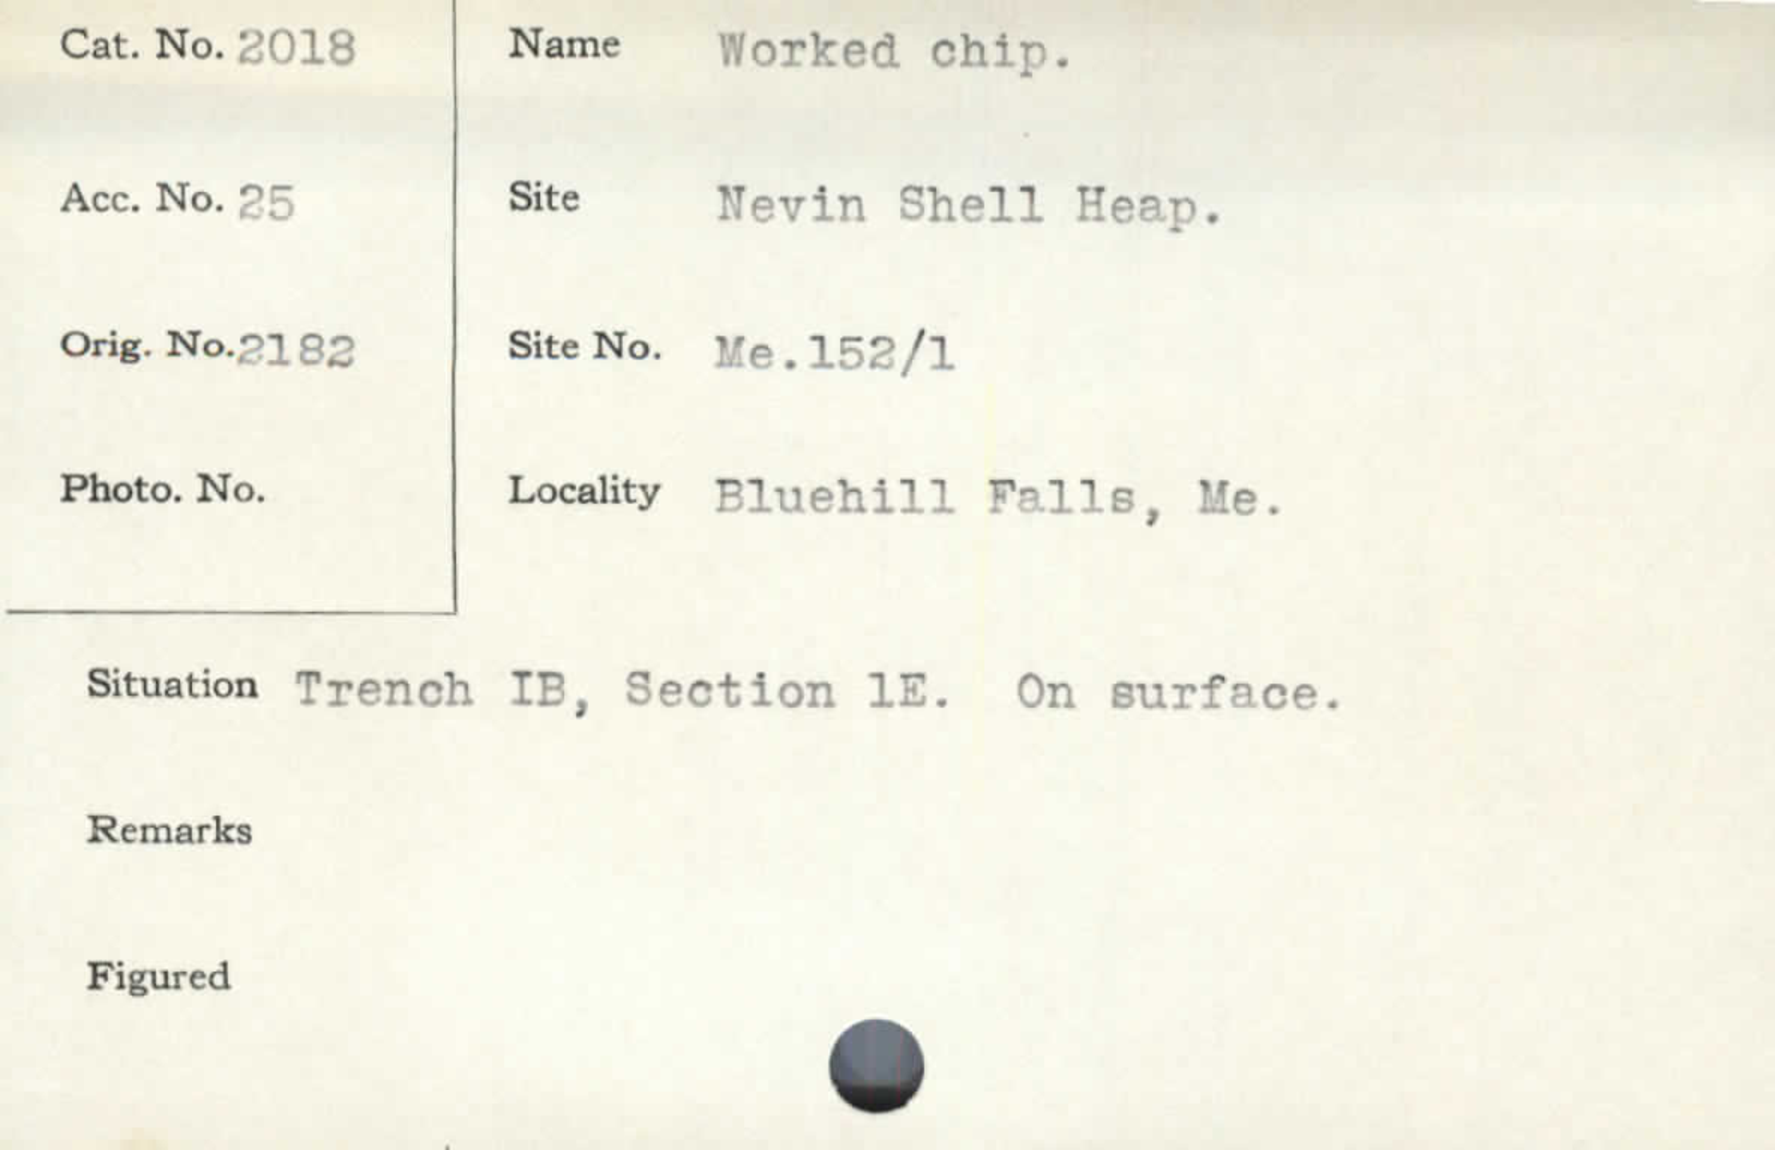 Cat. No. 2018
Name Worked chip.
Acc. No. 25
Site Nevin Shell Heap.
Orig. No. 2182
Site No. Me.152/1
Photo. No.
Locality Bluehill Falls, Me.
Situation Trench IB, Section 1E. On surface.
Remarks
Figured